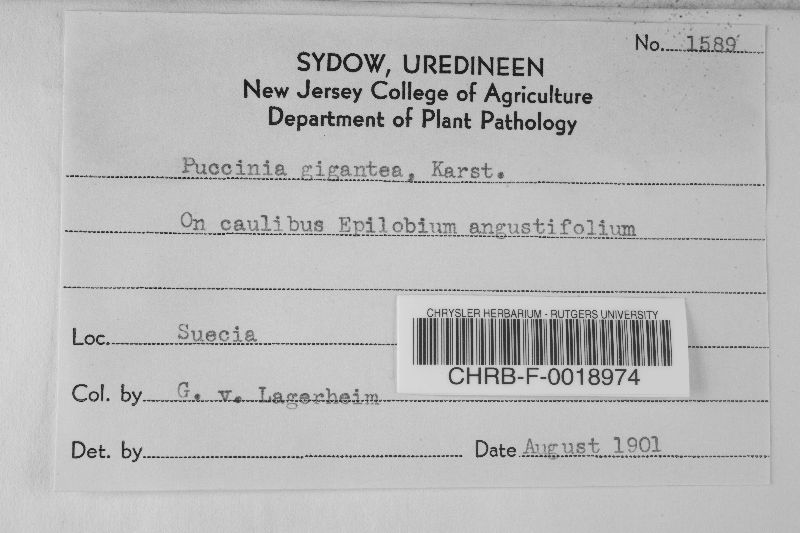 No. 1589
SYDOW, UREDINEEN
New Jersey College of Agriculture
Department of Plant Pathology
Puccinia gigantea, Karst.
On caulibus Epilobium angustifolium
Loc. Suecia
CHRYSLER HERBARIUM - RUTGERS UNIVERSITY
CHRB-F-0018974
Col. by G. v. Lagerheim
Det. by Date August 1901